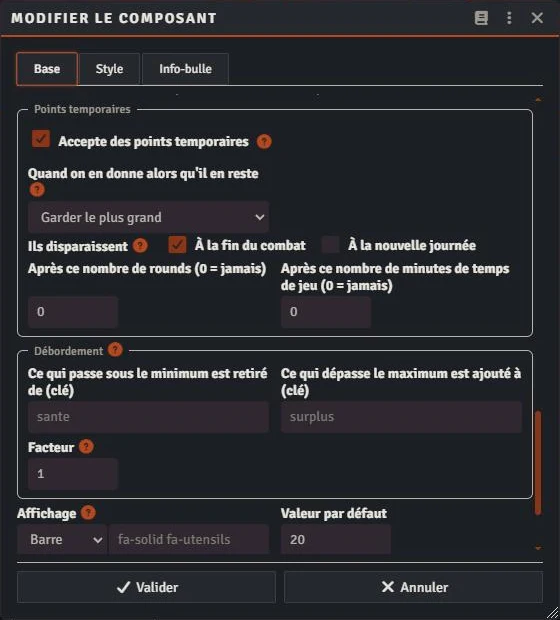 MODIFIER LE COMPOSANT
Base Style Info-bulle
Points temporaires
Accepte des points temporaires ?
Quand on en donne alors qu'il en reste
?
Garder le plus grand
Ils disparaissent ? À la fin du combat À la nouvelle journée
Après ce nombre de rounds (0 = jamais) Après ce nombre de minutes de temps
de jeu (0 = jamais)
0 0
Débordement ?
Ce qui passe sous le minimum est retiré Ce qui dépasse le maximum est ajouté à
de (clé) (clé)
sante surplus
Facteur ?
1
Affichage ? Valeur par défaut
Barre fa-solid fa-utensils 20
Valider Annuler